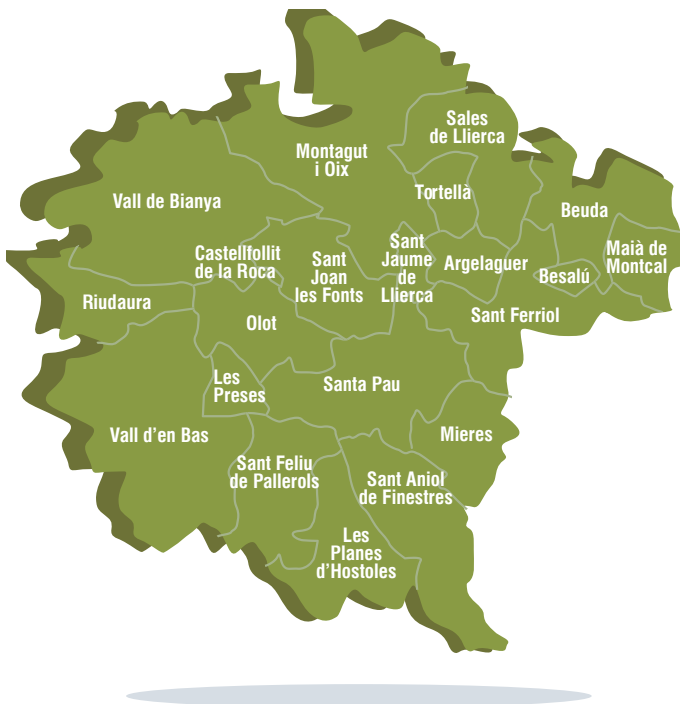 Sales
de Llierca
Montagut
i Oix
Tortellà
Vall de Bianya
Beuda
Castellfollit
de la Roca
Sant
Joan
les Fonts
Sant
Jaume
de
Llierca
Argelaguer
Besalú
Maià de
Montcal
Riudaura
Olot
Sant Ferriol
Les
Preses
Santa Pau
Vall d’en Bas
Mieres
Sant Feliu
de Pallerols
Sant Aniol
de Finestres
Les
Planes
d’Hostoles